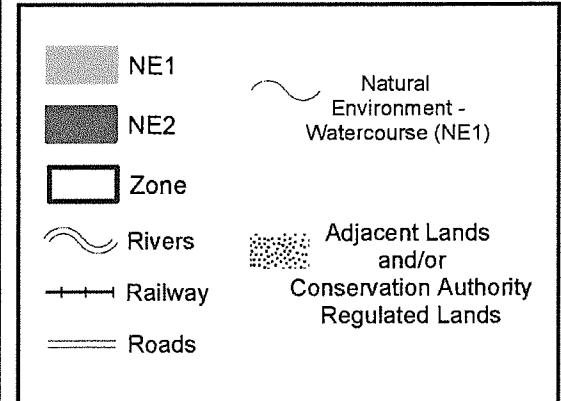 NE1
NE2
Zone
Rivers
Railway
Roads
Natural
Environment -
Watercourse (NE1)
Adjacent Lands
and/or
Conservation Authority
Regulated Lands